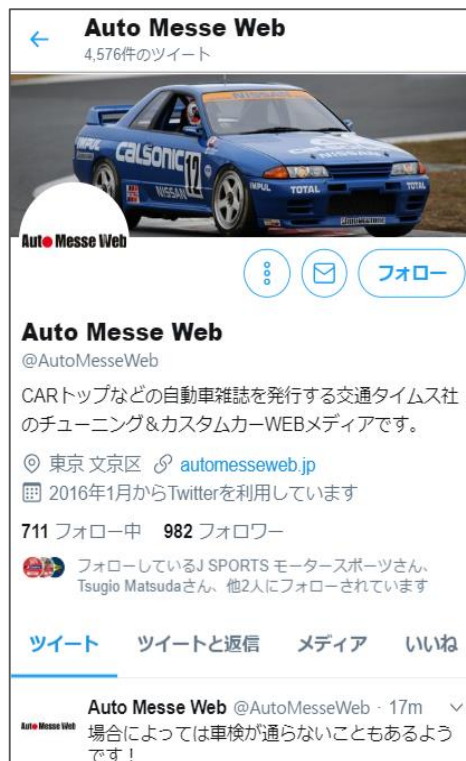 Auto Messe Web
4,576件のツイート
NISSAN
IMPUL
calsonic
12
NISSAN
IMPUL
TOTAL
TOTAL
Auto Messe Web
フォロー
Auto Messe Web
@AutoMesseWeb
CARトップなどの自動車雑誌を発行する交通タイムス社
のチューニング&カスタムカーWEBメディアです。
東京 文京区 automesseweb.jp
2016年1月からTwitterを利用しています
711 フォロー中 982 フォロワー
フォローしているJ SPORTS モータースポーツさん、
Tsugio Matsudaさん、他2人にフォローされています
ツイート ツイートと返信 メディア いいね
Auto Messe Web @AutoMesseWeb · 17m
Auto Messe Web
場合によっては車検が通らないこともあるよう
です！